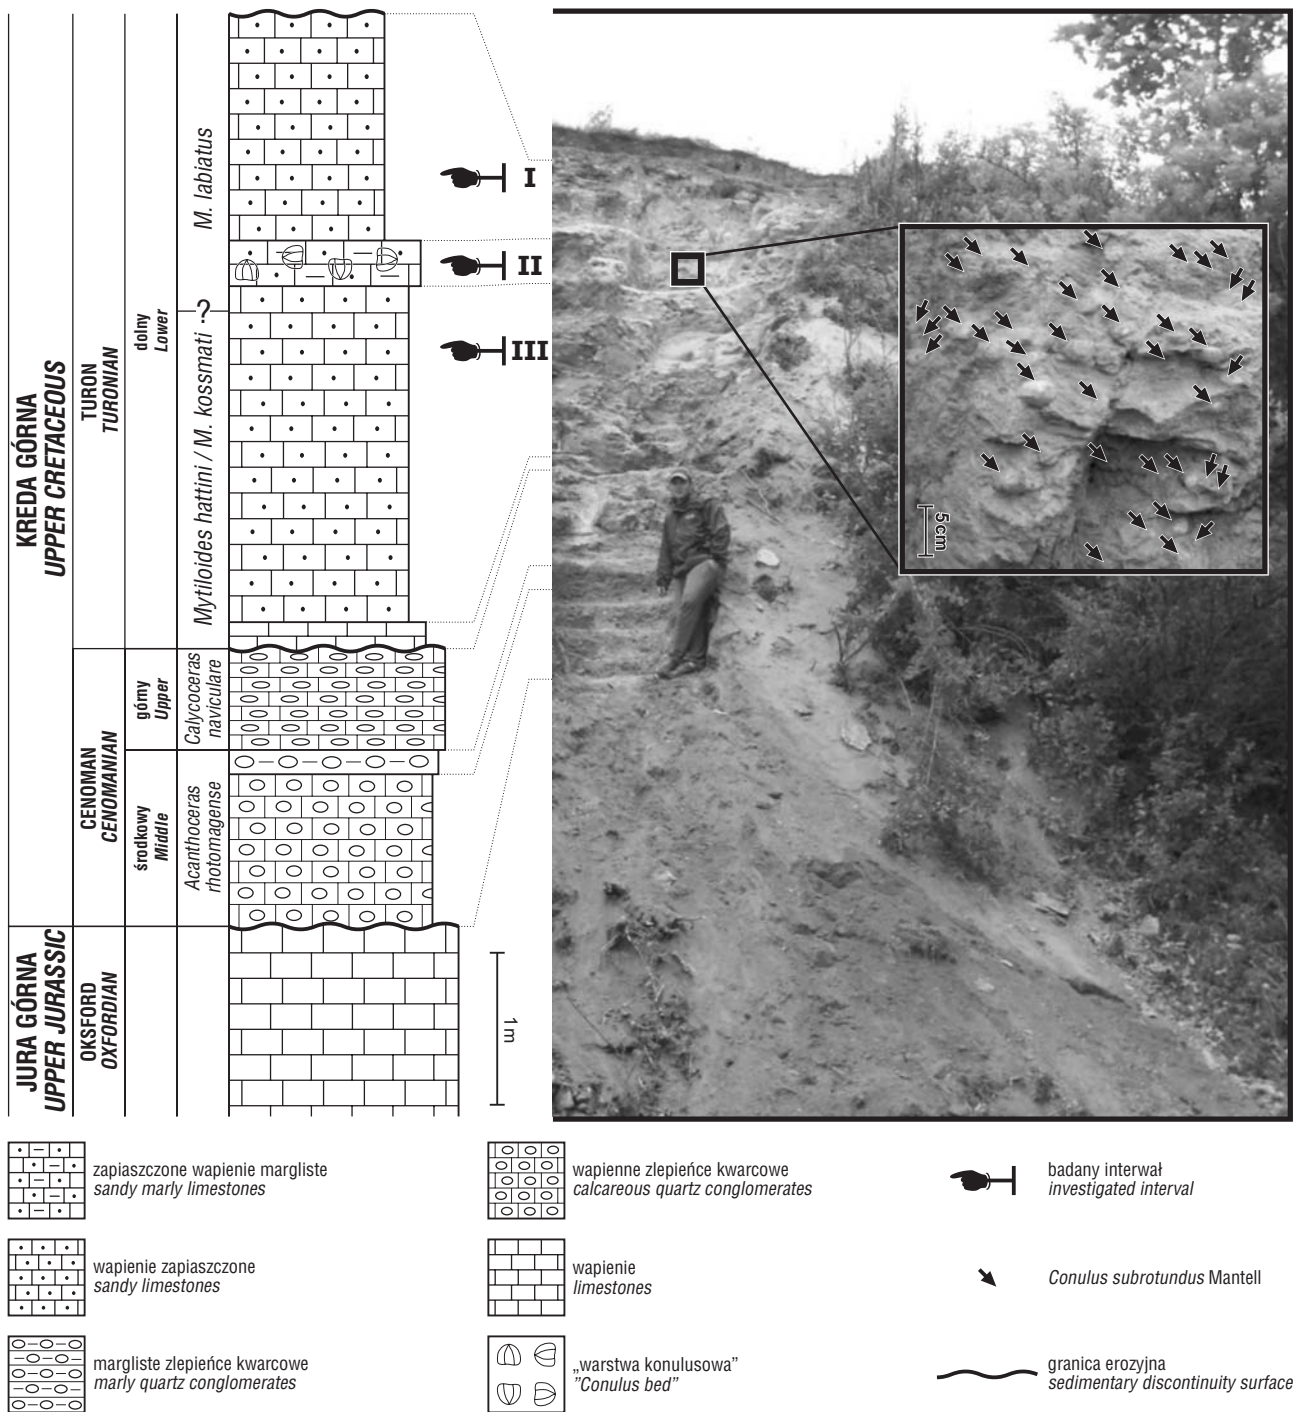 KREDA GÓRNA
UPPER CRETACEOUS
TURON
TURONIAN
dolny
Lower
M. labiatus
?
Mytiloides hattini / M. kossmati
CENOMAN
CENOMANIAN
górny
Upper
Calycoceras
naviculare
środkowy
Middle
Acanthoceras
rhotomagense
JURA GÓRNA
UPPER JURASSIC
OKSFORD
OXFORDIAN
I
II
III
1 m
5 cm
zapiaszczone wapienie margliste
sandy marly limestones
wapienie zapiaszczone
sandy limestones
margliste zlepieńce kwarcowe
marly quartz conglomerates
wapienne zlepieńce kwarcowe
calcareous quartz conglomerates
wapienie
limestones
„warstwa konulusowa”
”Conulus bed”
badany interwał
investigated interval
Conulus subrotundus Mantell
granica erozyjna
sedimentary discontinuity surface